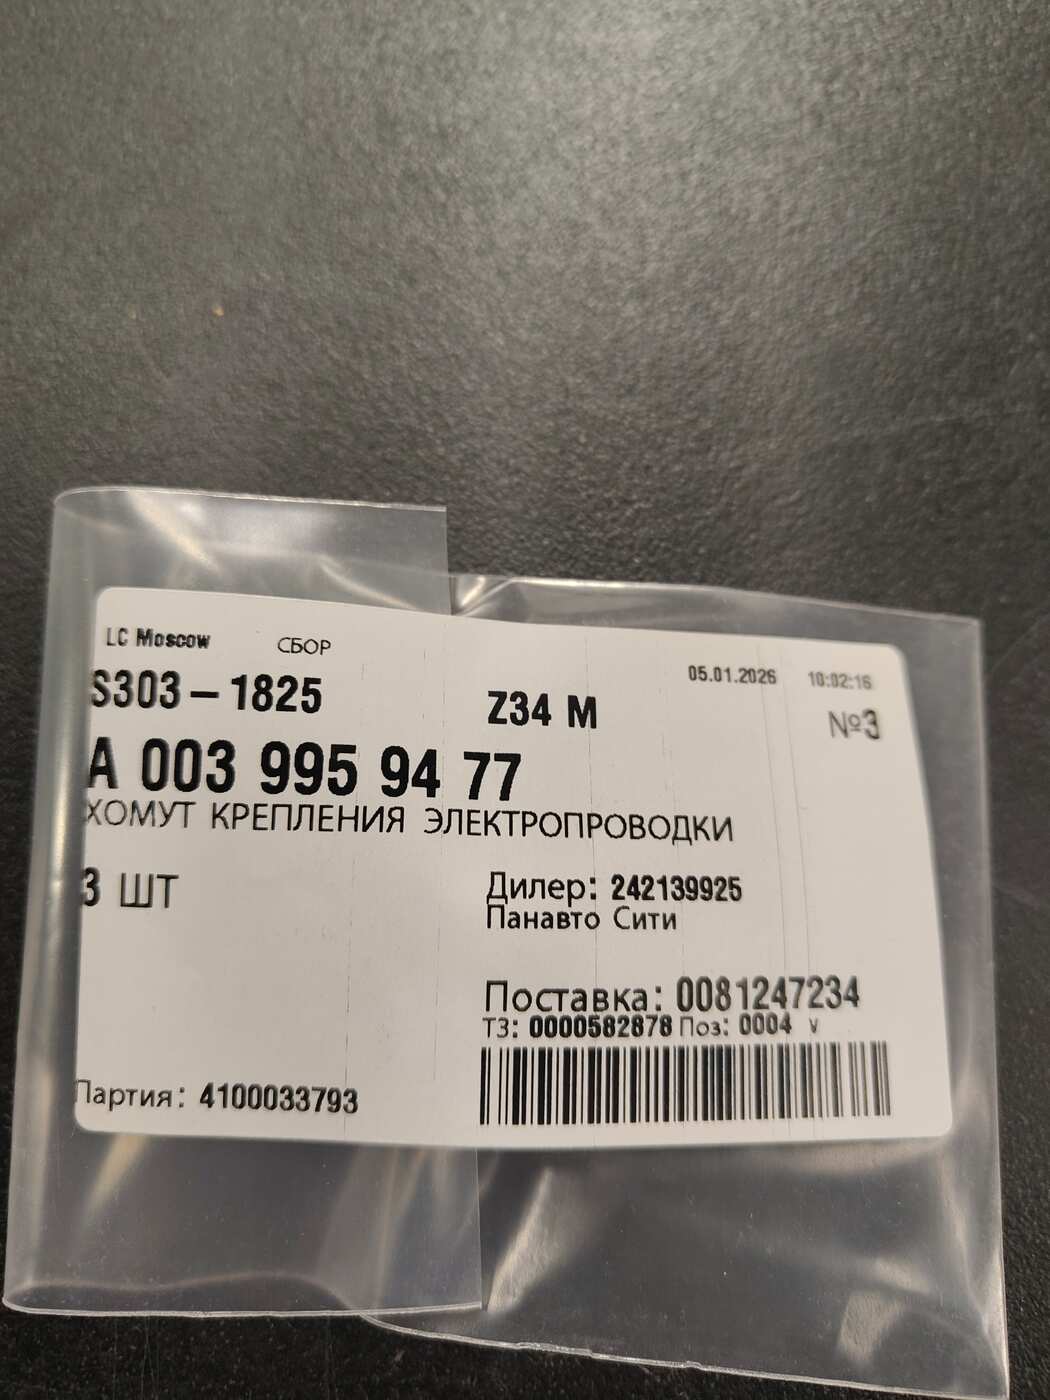 LC Moscow СБОР
05.01.2026 10:02:16
S303 – 1825 Z34 M №3
A 003 995 94 77
ХОМУТ КРЕПЛЕНИЯ ЭЛЕКТРОПРОВОДКИ
3 ШТ Дилер: 242139925
Панавто Сити
Поставка: 0081247234
ТЗ: 0000582878 Поз: 0004 v
Партия: 4100033793